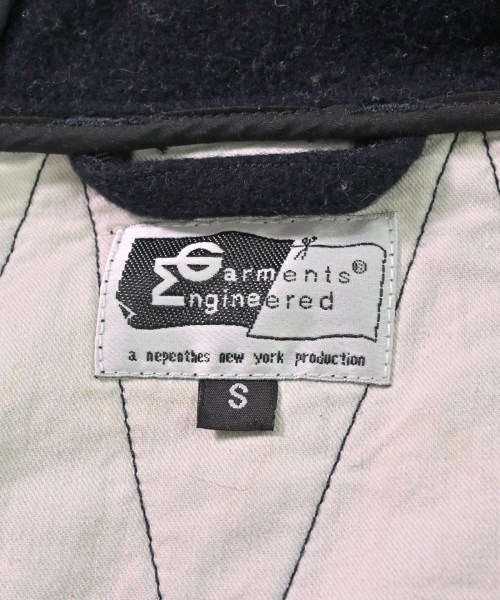 Garments®
Engineered
a nepenthes new york production
S